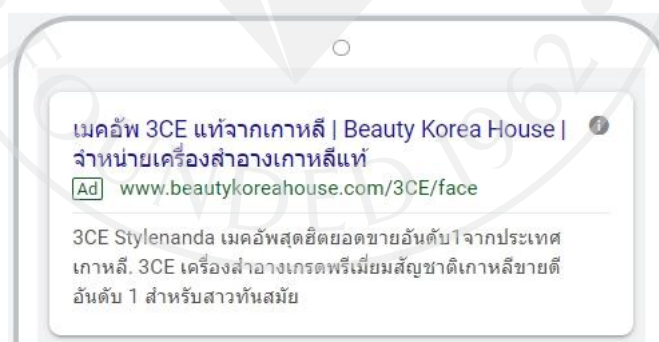 เมคอัพ 3CE แท้จากเกาหลี | Beauty Korea House |
จำหน่ายเครื่องสำอางเกาหลีแท้
Ad www.beautykoreahouse.com/3CE/face
3CE Stylenanda เมคอัพสุดฮิตยอดขายอันดับ1จากประเทศ
เกาหลี. 3CE เครื่องสำอางเกรดพรีเมี่ยมสัญชาติเกาหลีขายดี
อันดับ 1 สำหรับสาวทันสมัย